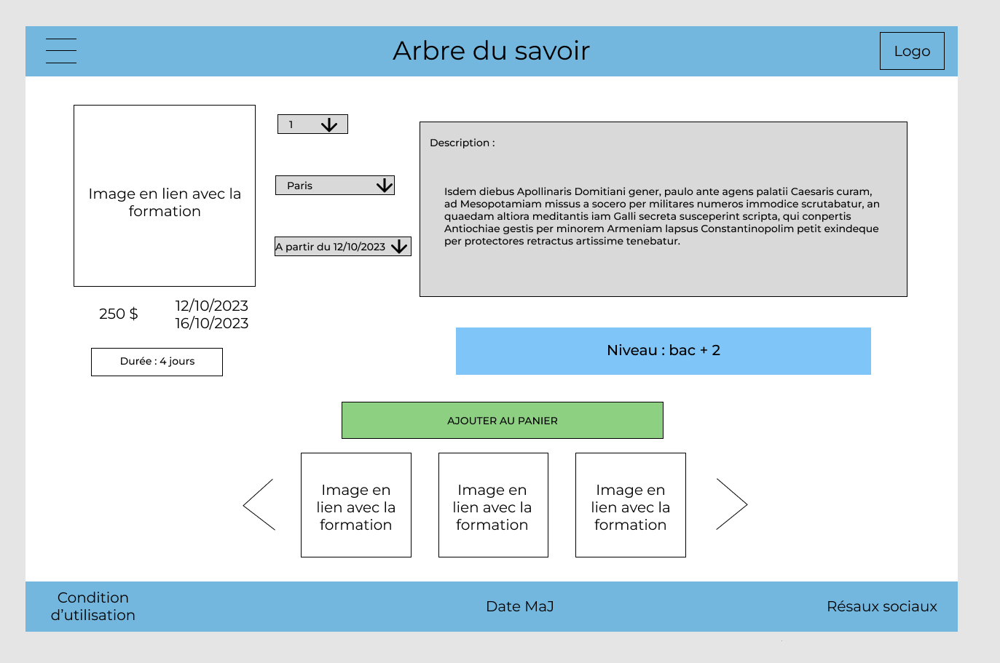 Arbre du savoir
Logo
Image en lien avec la
formation
1
Paris
A partir du 12/10/2023
Description :
Isdem diebus Apollinaris Domitiani gener, paulo ante agens palatii Caesaris curam,
ad Mesopotamiam missus a socero per militares numeros immodice scrutabatur, an
quaedam altiora meditantis iam Galli secreta susceperint scripta, qui conpertis
Antiochiae gestis per minorem Armeniam lapsus Constantinopolim petit exindeque
per protectores retractus artissime tenebatur.
250 $
12/10/2023
16/10/2023
Durée : 4 jours
Niveau : bac + 2
AJOUTER AU PANIER
Image en
lien avec la
formation
Image en
lien avec la
formation
Image en
lien avec la
formation
Condition
d’utilisation
Date MaJ
Résaux sociaux